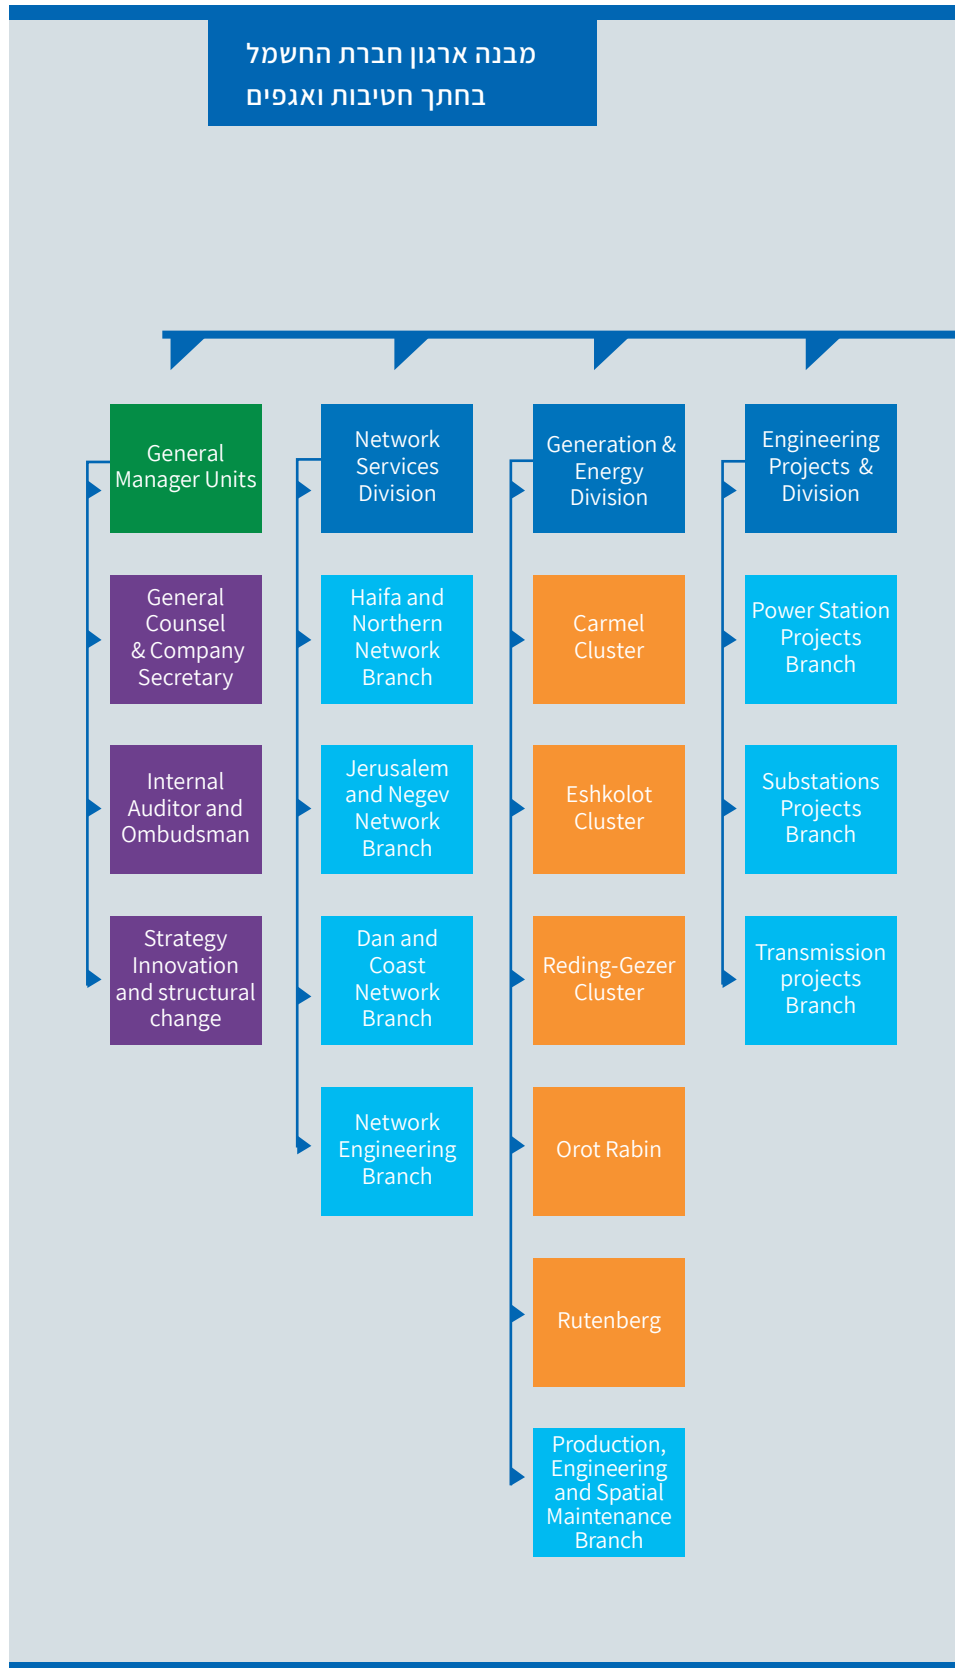 מבנה ארגון חברת החשמל
בחתך חטיבות ואגפים
General
Manager Units
General
Counsel
& Company
Secretary
Internal
Auditor and
Ombudsman
Strategy
Innovation
and structural
change
Network
Services
Division
Haifa and
Northern
Network
Branch
Jerusalem
and Negev
Network
Branch
Dan and
Coast
Network
Branch
Network
Engineering
Branch
Generation &
Energy
Division
Carmel
Cluster
Eshkolot
Cluster
Reding-Gezer
Cluster
Orot Rabin
Rutenberg
Production,
Engineering
and Spatial
Maintenance
Branch
Engineering
Projects &
Division
Power Station
Projects
Branch
Substations
Projects
Branch
Transmission
projects
Branch